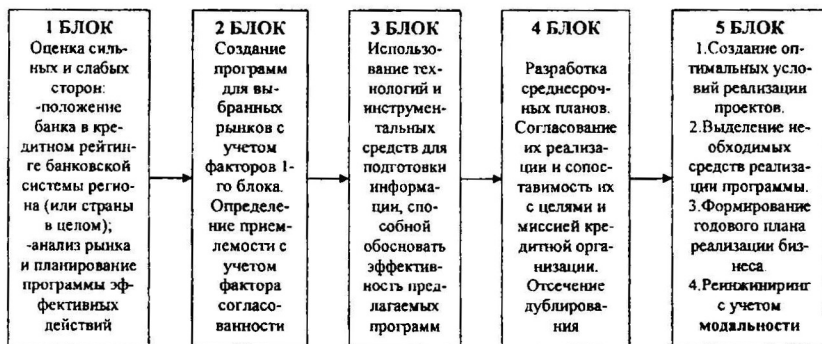 1 БЛОК
Оценка силь-
ных и слабых
сторон:
-положение
банка в кре-
дитном рейтин-
ге банковской
системы регио-
на (или страны
в целом);
-анализ рынка
и планирование
программы эф-
фективных
действий
2 БЛОК
Создание
программ
для вы-
бранных
рынков с
учетом
факторов 1-
го блока.
Определе-
ние прием-
лемости с
учетом
фактора
согласо-
ванности
3 БЛОК
Использо-
вание тех-
нологий и
инструмен-
тальных
средств для
подготовки
информа-
ции, спо-
собной
обосновать
эффектив-
ность пред-
лагаемых
программ
4 БЛОК
Разработка
среднесроч-
ных планов.
Согласование
их реализа-
ции и сопос-
тавимость их
с целями и
миссией кре-
дитной орга-
низации.
Отсечение
дублирова-
ния
5 БЛОК
1.Создание оп-
тимальных усло-
вий реализации
проектов.
2.Выделение не-
обходимых
средств реализа-
ции программы.
3.Формирование
годового плана
реализации биз-
неса
4.Реинжиниринг
с учетом
модальности